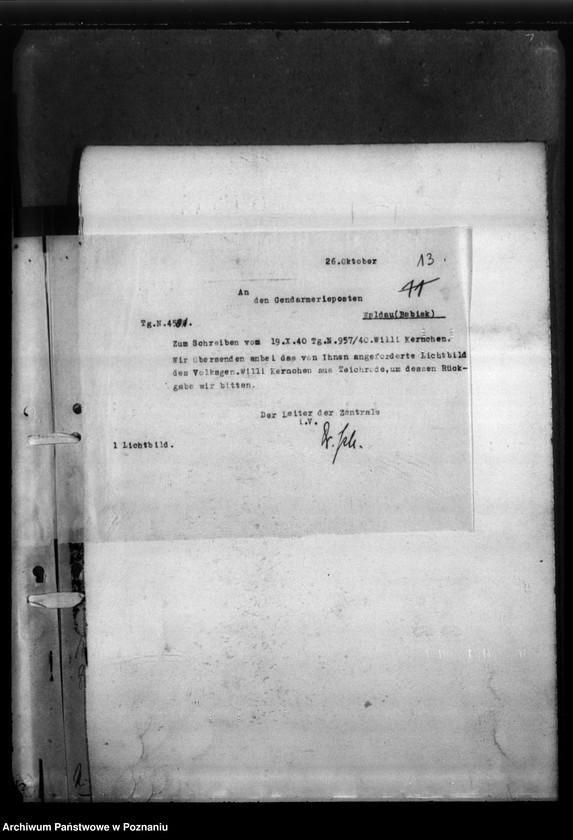 26.Oktober
13.
An
den Gendarmerieposten
(Babiak)
Tg.N.
Zum Schreiben vom 19.X.40 Tg.N.957/40.Willi Kernchen.
Wir übersenden anbei das von Ihnen angeforderte Lichtbild
des Volksgen.Willi Kernchen aus Teichrode,um dessen Rück-
gabe wir bitten.
Der Leiter der Zentrale
i.V.
1 Lichtbild.
Archiwum Państwowe w Poznaniu